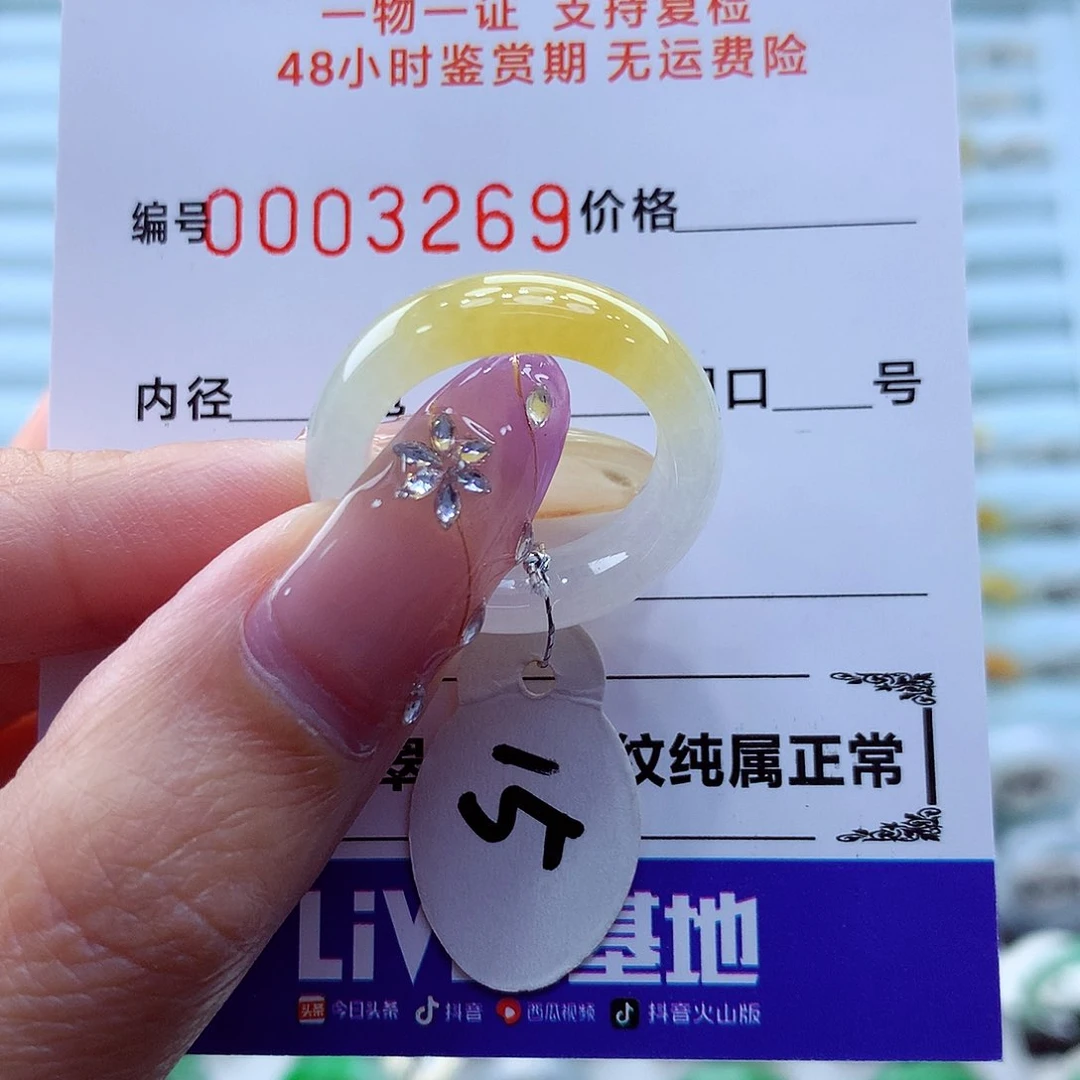 一物一证 支持复检
48小时鉴赏期 无运费险
编号0003269价格
内径 口 号
纹纯属正常
15
LiV 基地
头条 今日头条 抖音 西瓜视频 抖音火山版